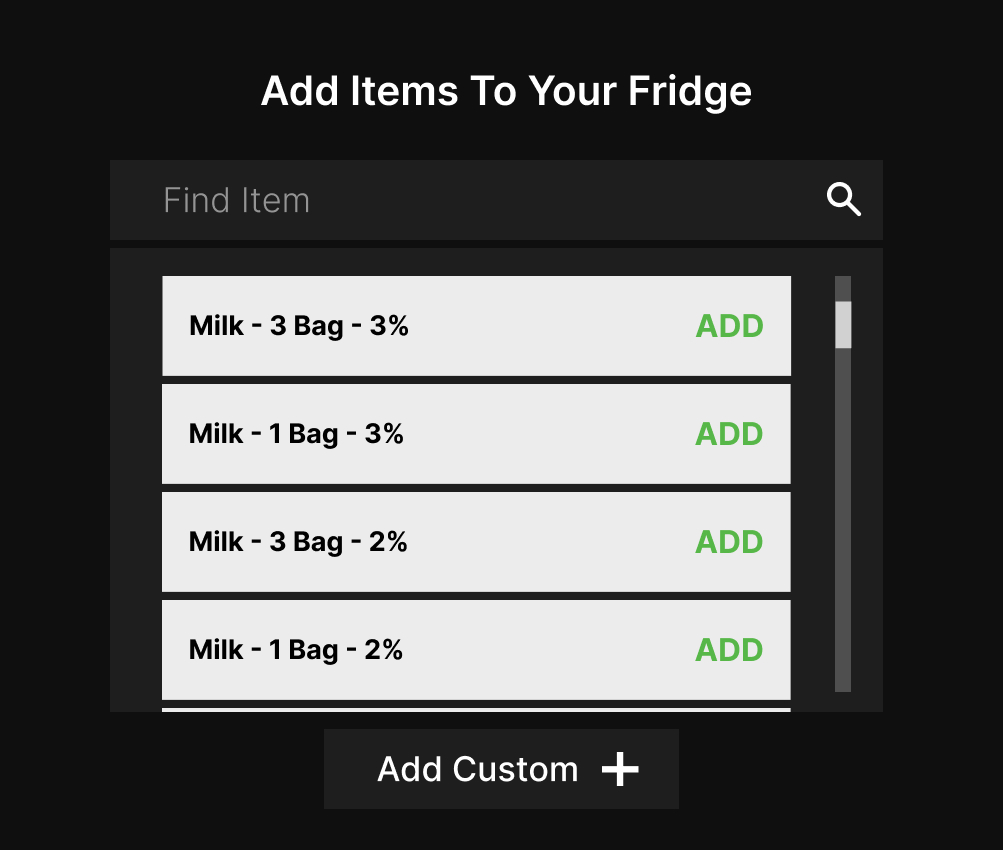 Add Items To Your Fridge
Find Item
Milk - 3 Bag - 3% ADD
Milk - 1 Bag - 3% ADD
Milk - 3 Bag - 2% ADD
Milk - 1 Bag - 2% ADD
Add Custom +